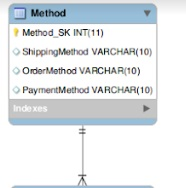 Method
Method_SK INT(11)
ShippingMethod VARCHAR(10)
OrderMethod VARCHAR(10)
PaymentMethod VARCHAR(10)
Indexes